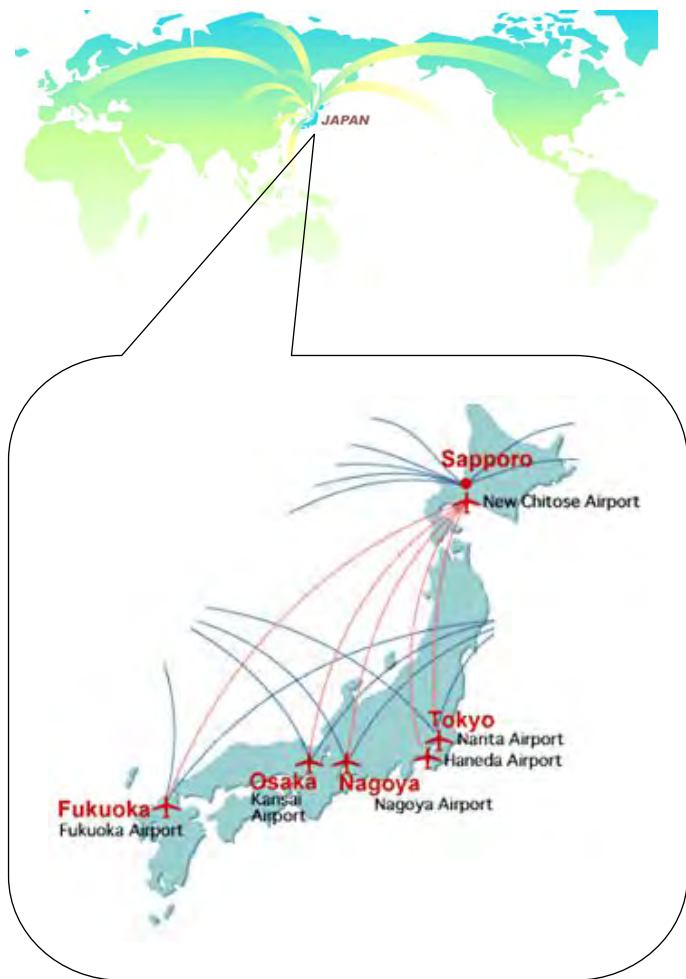 JAPAN
Sapporo
New Chitose Airport
Tokyo
Narita Airport
Haneda Airport
Osaka
Kansai
Airport
Nagoya
Nagoya Airport
Fukuoka
Fukuoka Airport